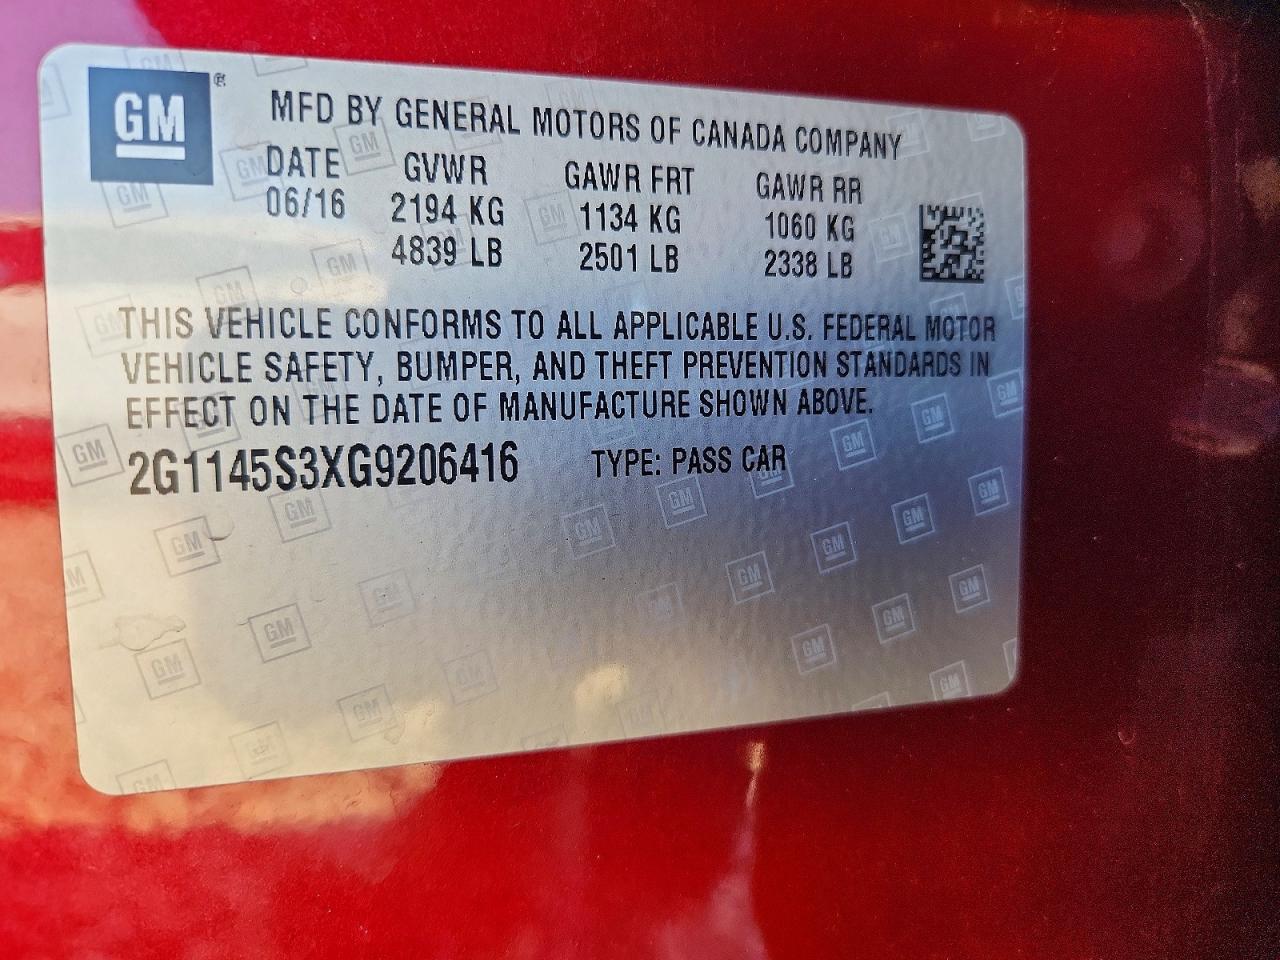 GM®
MFD BY GENERAL MOTORS OF CANADA COMPANY
DATE GVWR GAWR FRT GAWR RR
06/16 2194 KG 1134 KG 1060 KG
4839 LB 2501 LB 2338 LB
THIS VEHICLE CONFORMS TO ALL APPLICABLE U.S. FEDERAL MOTOR
VEHICLE SAFETY, BUMPER, AND THEFT PREVENTION STANDARDS IN
EFFECT ON THE DATE OF MANUFACTURE SHOWN ABOVE.
2G1145S3XG9206416 TYPE: PASS CAR